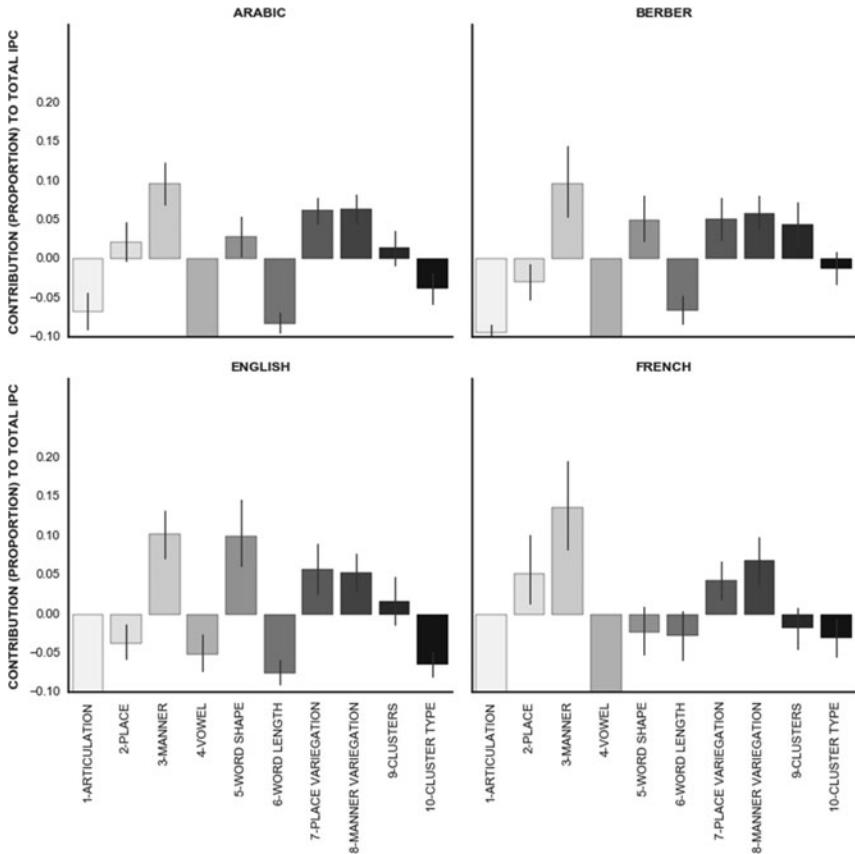 ARABIC
BERBER
CONTRIBUTION (PROPORTION) TO TOTAL IPC
0.20
0.15
0.10
0.05
0.00
−0.05
−0.10
ENGLISH
FRENCH
CONTRIBUTION (PROPORTION) TO TOTAL IPC
0.20
0.15
0.10
0.05
0.00
−0.05
−0.10
1-ARTICULATION
2-PLACE
3-MANNER
4-VOWEL
5-WORD SHAPE
6-WORD LENGTH
7-PLACE VARIEGATION
8-MANNER VARIEGATION
9-CLUSTERS
10-CLUSTER TYPE
1-ARTICULATION
2-PLACE
3-MANNER
4-VOWEL
5-WORD SHAPE
6-WORD LENGTH
7-PLACE VARIEGATION
8-MANNER VARIEGATION
9-CLUSTERS
10-CLUSTER TYPE